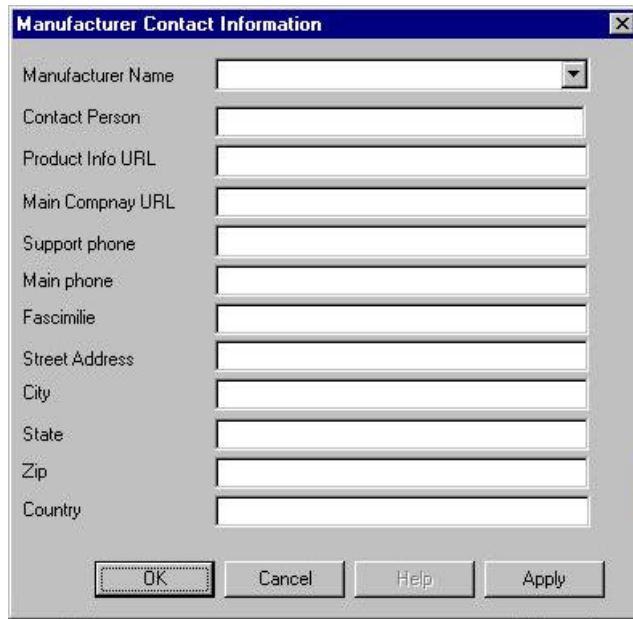 Manufacturer Contact Information
Manufacturer Name
Contact Person
Product Info URL
Main Compnay URL
Support phone
Main phone
Fascimilie
Street Address
City
State
Zip
Country
OK Cancel Help Apply